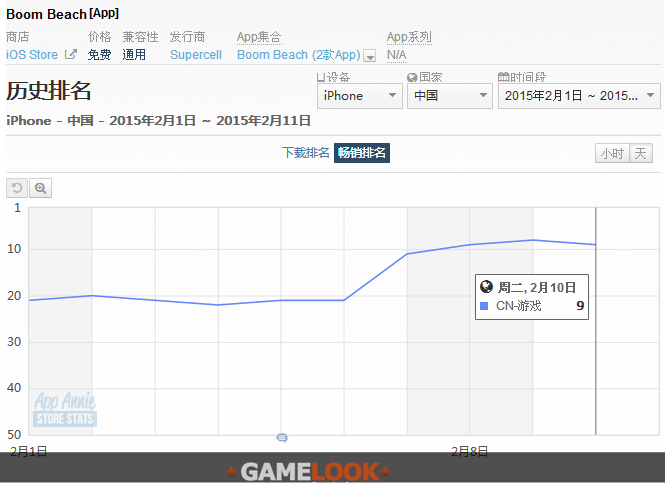 Boom Beach [App]
商店 价格 兼容性 发行商 App集合 App系列
iOS Store 免费 通用 Supercell Boom Beach (2款App) N/A
历史排名
设备 国家 时间段
iPhone 中国 2015年2月1日 ~ 2015...
iPhone - 中国 - 2015年2月1日 ~ 2015年2月11日
下载排名 畅销排名 小时 天
1
10
20
30
40
50
周二, 2月10日
CN-游戏 9
App Annie
STORE STATS
2月1日 2月8日
GAMELOOK